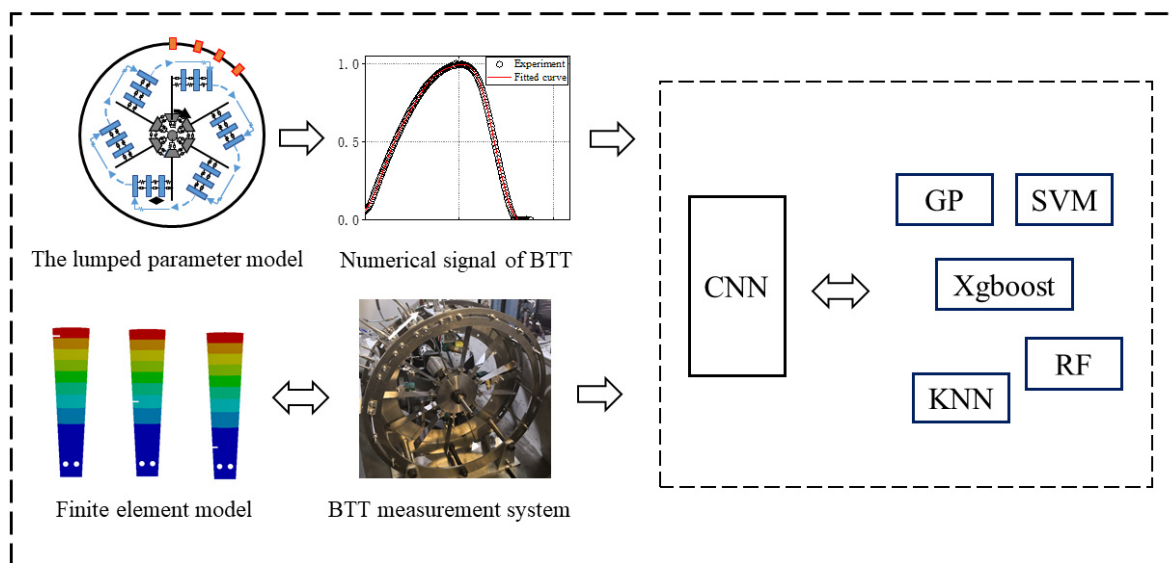 1.0
0.5
0.0
Experiment
Fitted curve
The lumped parameter model
Numerical signal of BTT
Finite element model
BTT measurement system
CNN
GP
SVM
Xgboost
RF
KNN